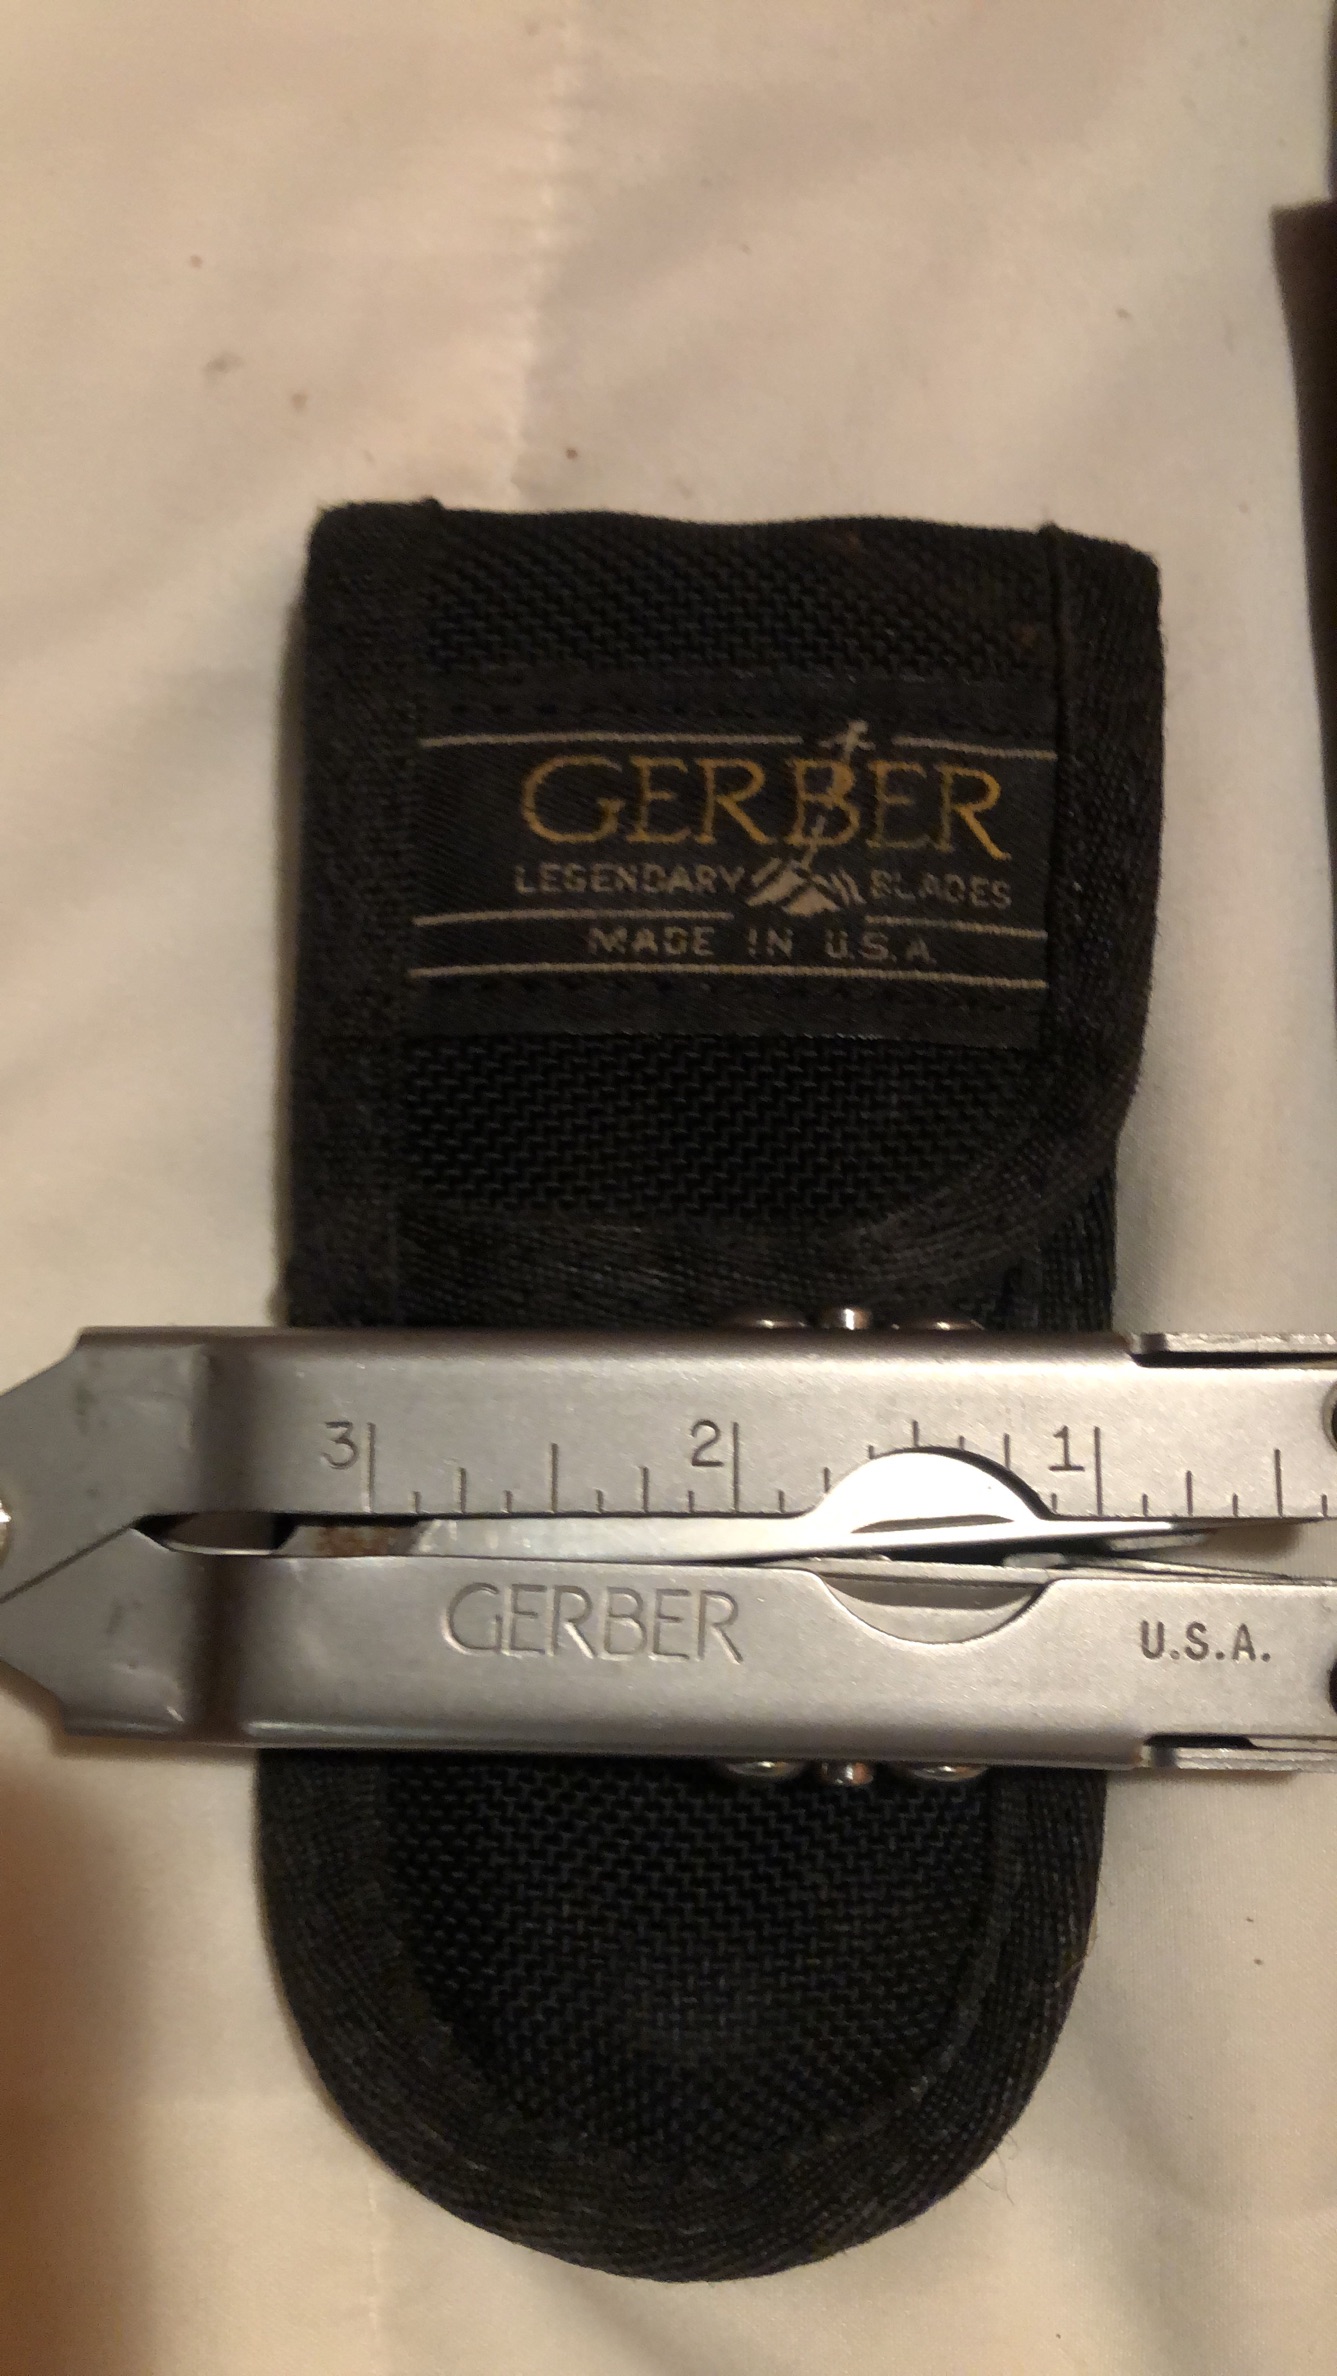 GERBER
LEGENDARY BLADES
MADE IN U.S.A.
3 2 1
GERBER
U.S.A.